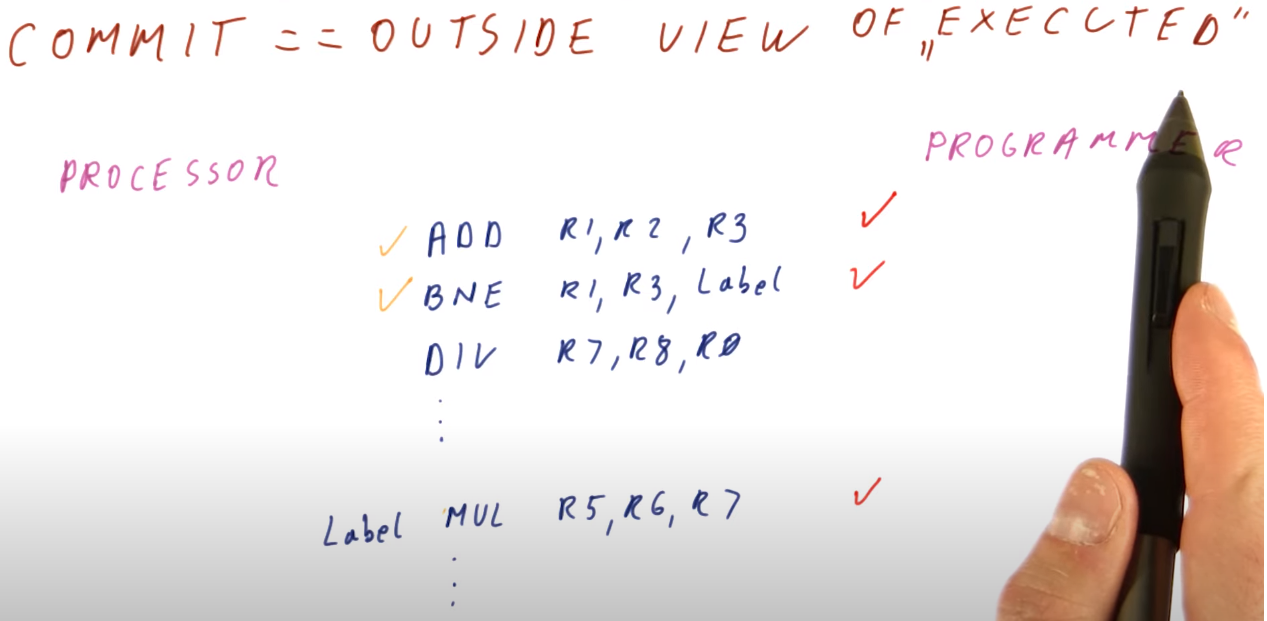 COMMIT == OUTSIDE VIEW OF „EXECUTED“
PROCESSOR
PROGRAMMER
✓ ADD R1, R2, R3 ✓
✓ BNE R1, R3, Label ✓
DIV R7, R8, R0
⋮
Label MUL R5, R6, R7 ✓
⋮